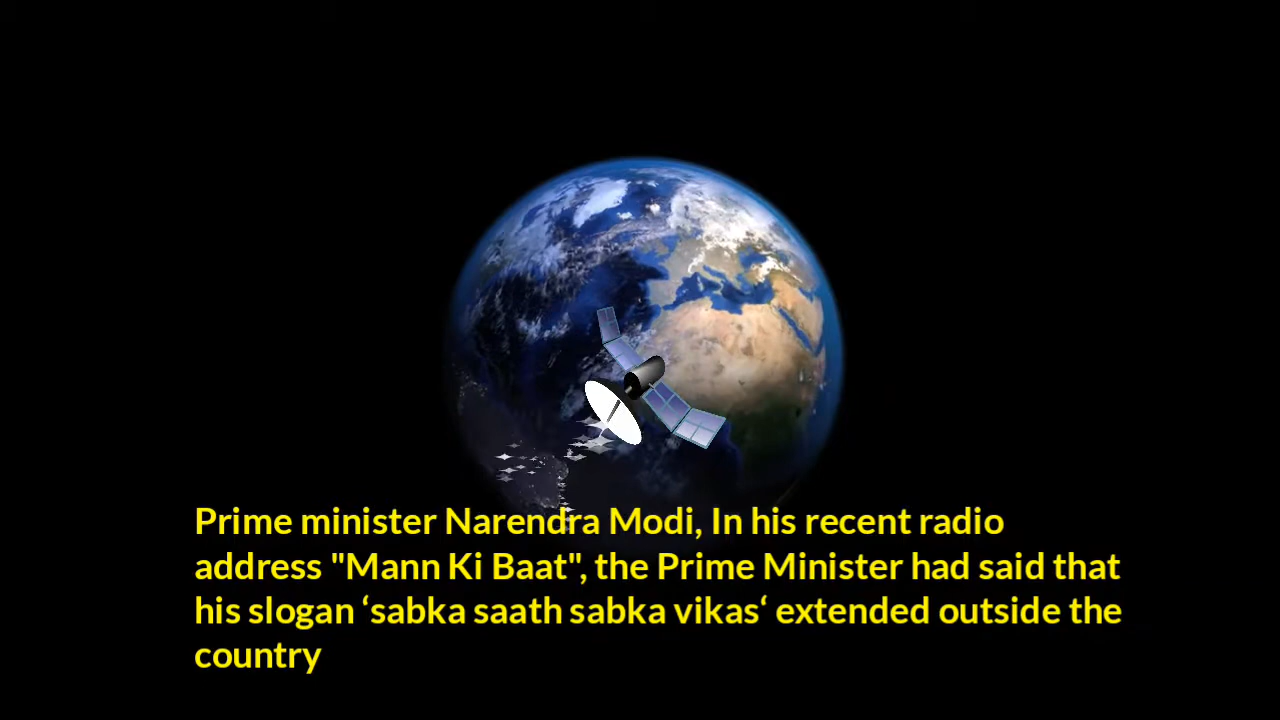 Prime minister Narendra Modi, In his recent radio
address "Mann Ki Baat", the Prime Minister had said that
his slogan ‘sabka saath sabka vikas‘ extended outside the
country